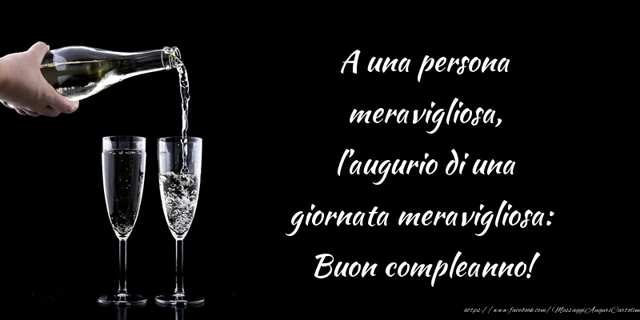 A una persona
meravigliosa,
l'augurio di una
giornata meravigliosa:
Buon compleanno!